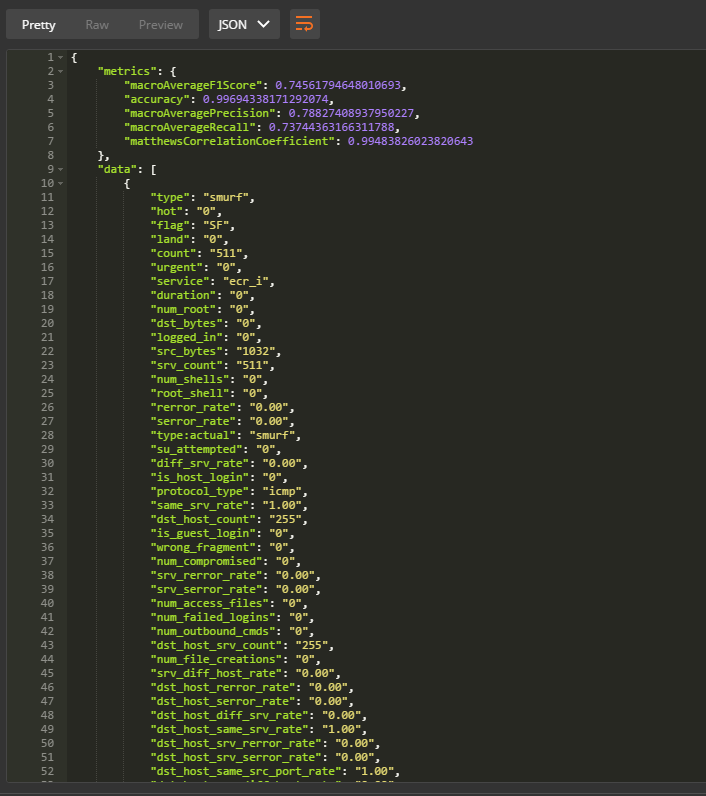 Pretty Raw Preview JSON
1 {
2 "metrics": {
3 "macroAverageF1Score": 0.74561794648010693,
4 "accuracy": 0.99694338171292074,
5 "macroAveragePrecision": 0.78827408937950227,
6 "macroAverageRecall": 0.73744363166311788,
7 "matthewsCorrelationCoefficient": 0.99483826023820643
8 },
9 "data": [
10 {
11 "type": "smurf",
12 "hot": "0",
13 "flag": "SF",
14 "land": "0",
15 "count": "511",
16 "urgent": "0",
17 "service": "ecr_i",
18 "duration": "0",
19 "num_root": "0",
20 "dst_bytes": "0",
21 "logged_in": "0",
22 "src_bytes": "1032",
23 "srv_count": "511",
24 "num_shells": "0",
25 "root_shell": "0",
26 "rerror_rate": "0.00",
27 "serror_rate": "0.00",
28 "type:actual": "smurf",
29 "su_attempted": "0",
30 "diff_srv_rate": "0.00",
31 "is_host_login": "0",
32 "protocol_type": "icmp",
33 "same_srv_rate": "1.00",
34 "dst_host_count": "255",
35 "is_guest_login": "0",
36 "wrong_fragment": "0",
37 "num_compromised": "0",
38 "srv_rerror_rate": "0.00",
39 "srv_serror_rate": "0.00",
40 "num_access_files": "0",
41 "num_failed_logins": "0",
42 "num_outbound_cmds": "0",
43 "dst_host_srv_count": "255",
44 "num_file_creations": "0",
45 "srv_diff_host_rate": "0.00",
46 "dst_host_rerror_rate": "0.00",
47 "dst_host_serror_rate": "0.00",
48 "dst_host_diff_srv_rate": "0.00",
49 "dst_host_same_srv_rate": "1.00",
50 "dst_host_srv_rerror_rate": "0.00",
51 "dst_host_srv_serror_rate": "0.00",
52 "dst_host_same_src_port_rate": "1.00",